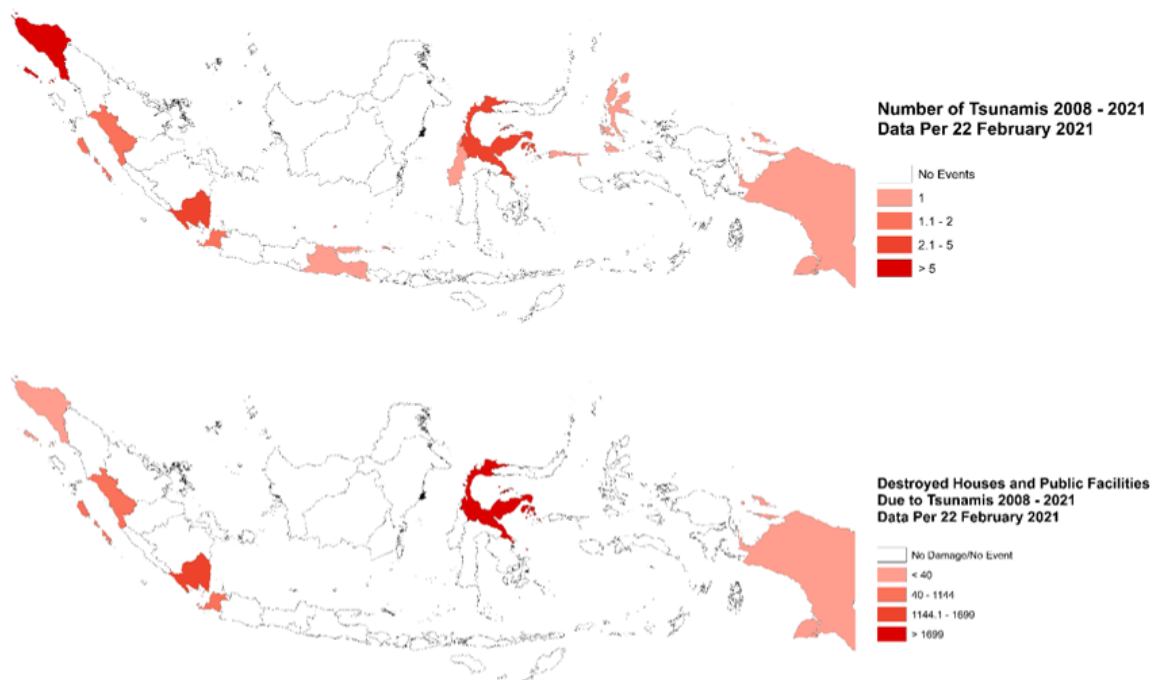 Number of Tsunamis 2008 - 2021
Data Per 22 February 2021
No Events
1
1.1 - 2
2.1 - 5
> 5
Destroyed Houses and Public Facilities
Due to Tsunamis 2008 - 2021
Data Per 22 February 2021
No Damage/No Event
< 40
40 - 1144
1144.1 - 1699
> 1699